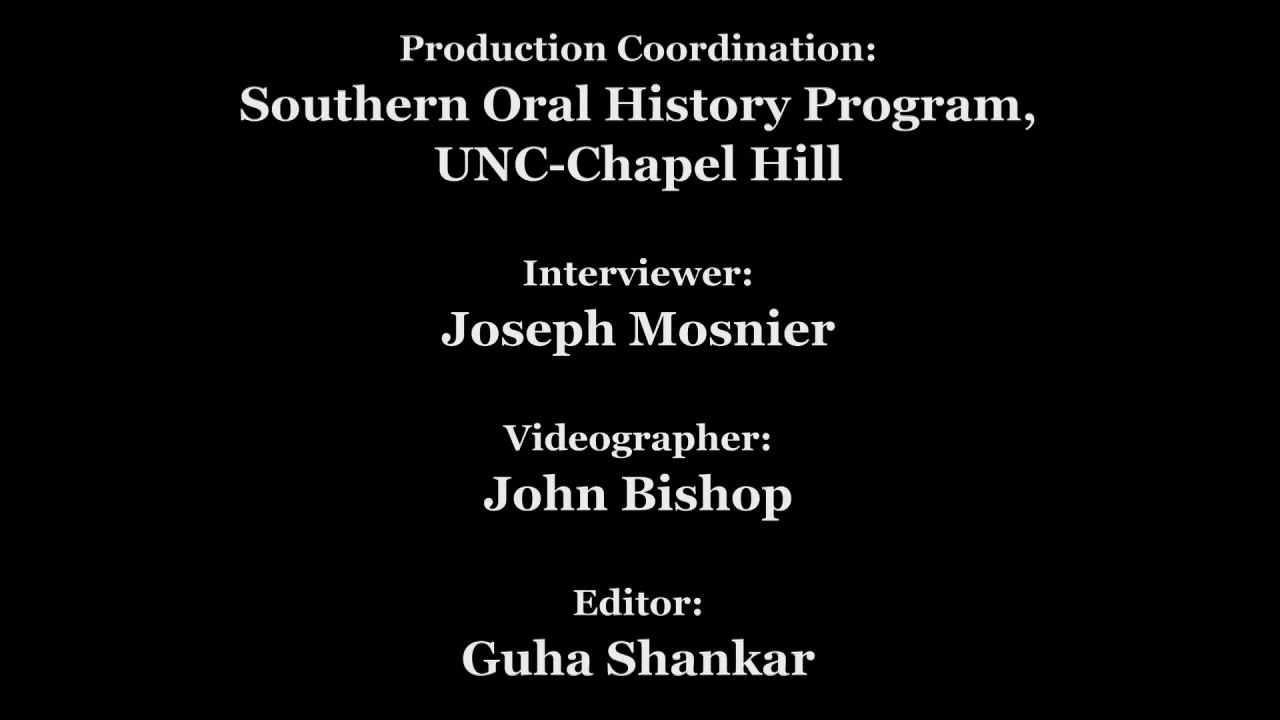 Production Coordination:
Southern Oral History Program,
UNC-Chapel Hill
Interviewer:
Joseph Mosnier
Videographer:
John Bishop
Editor:
Guha Shankar